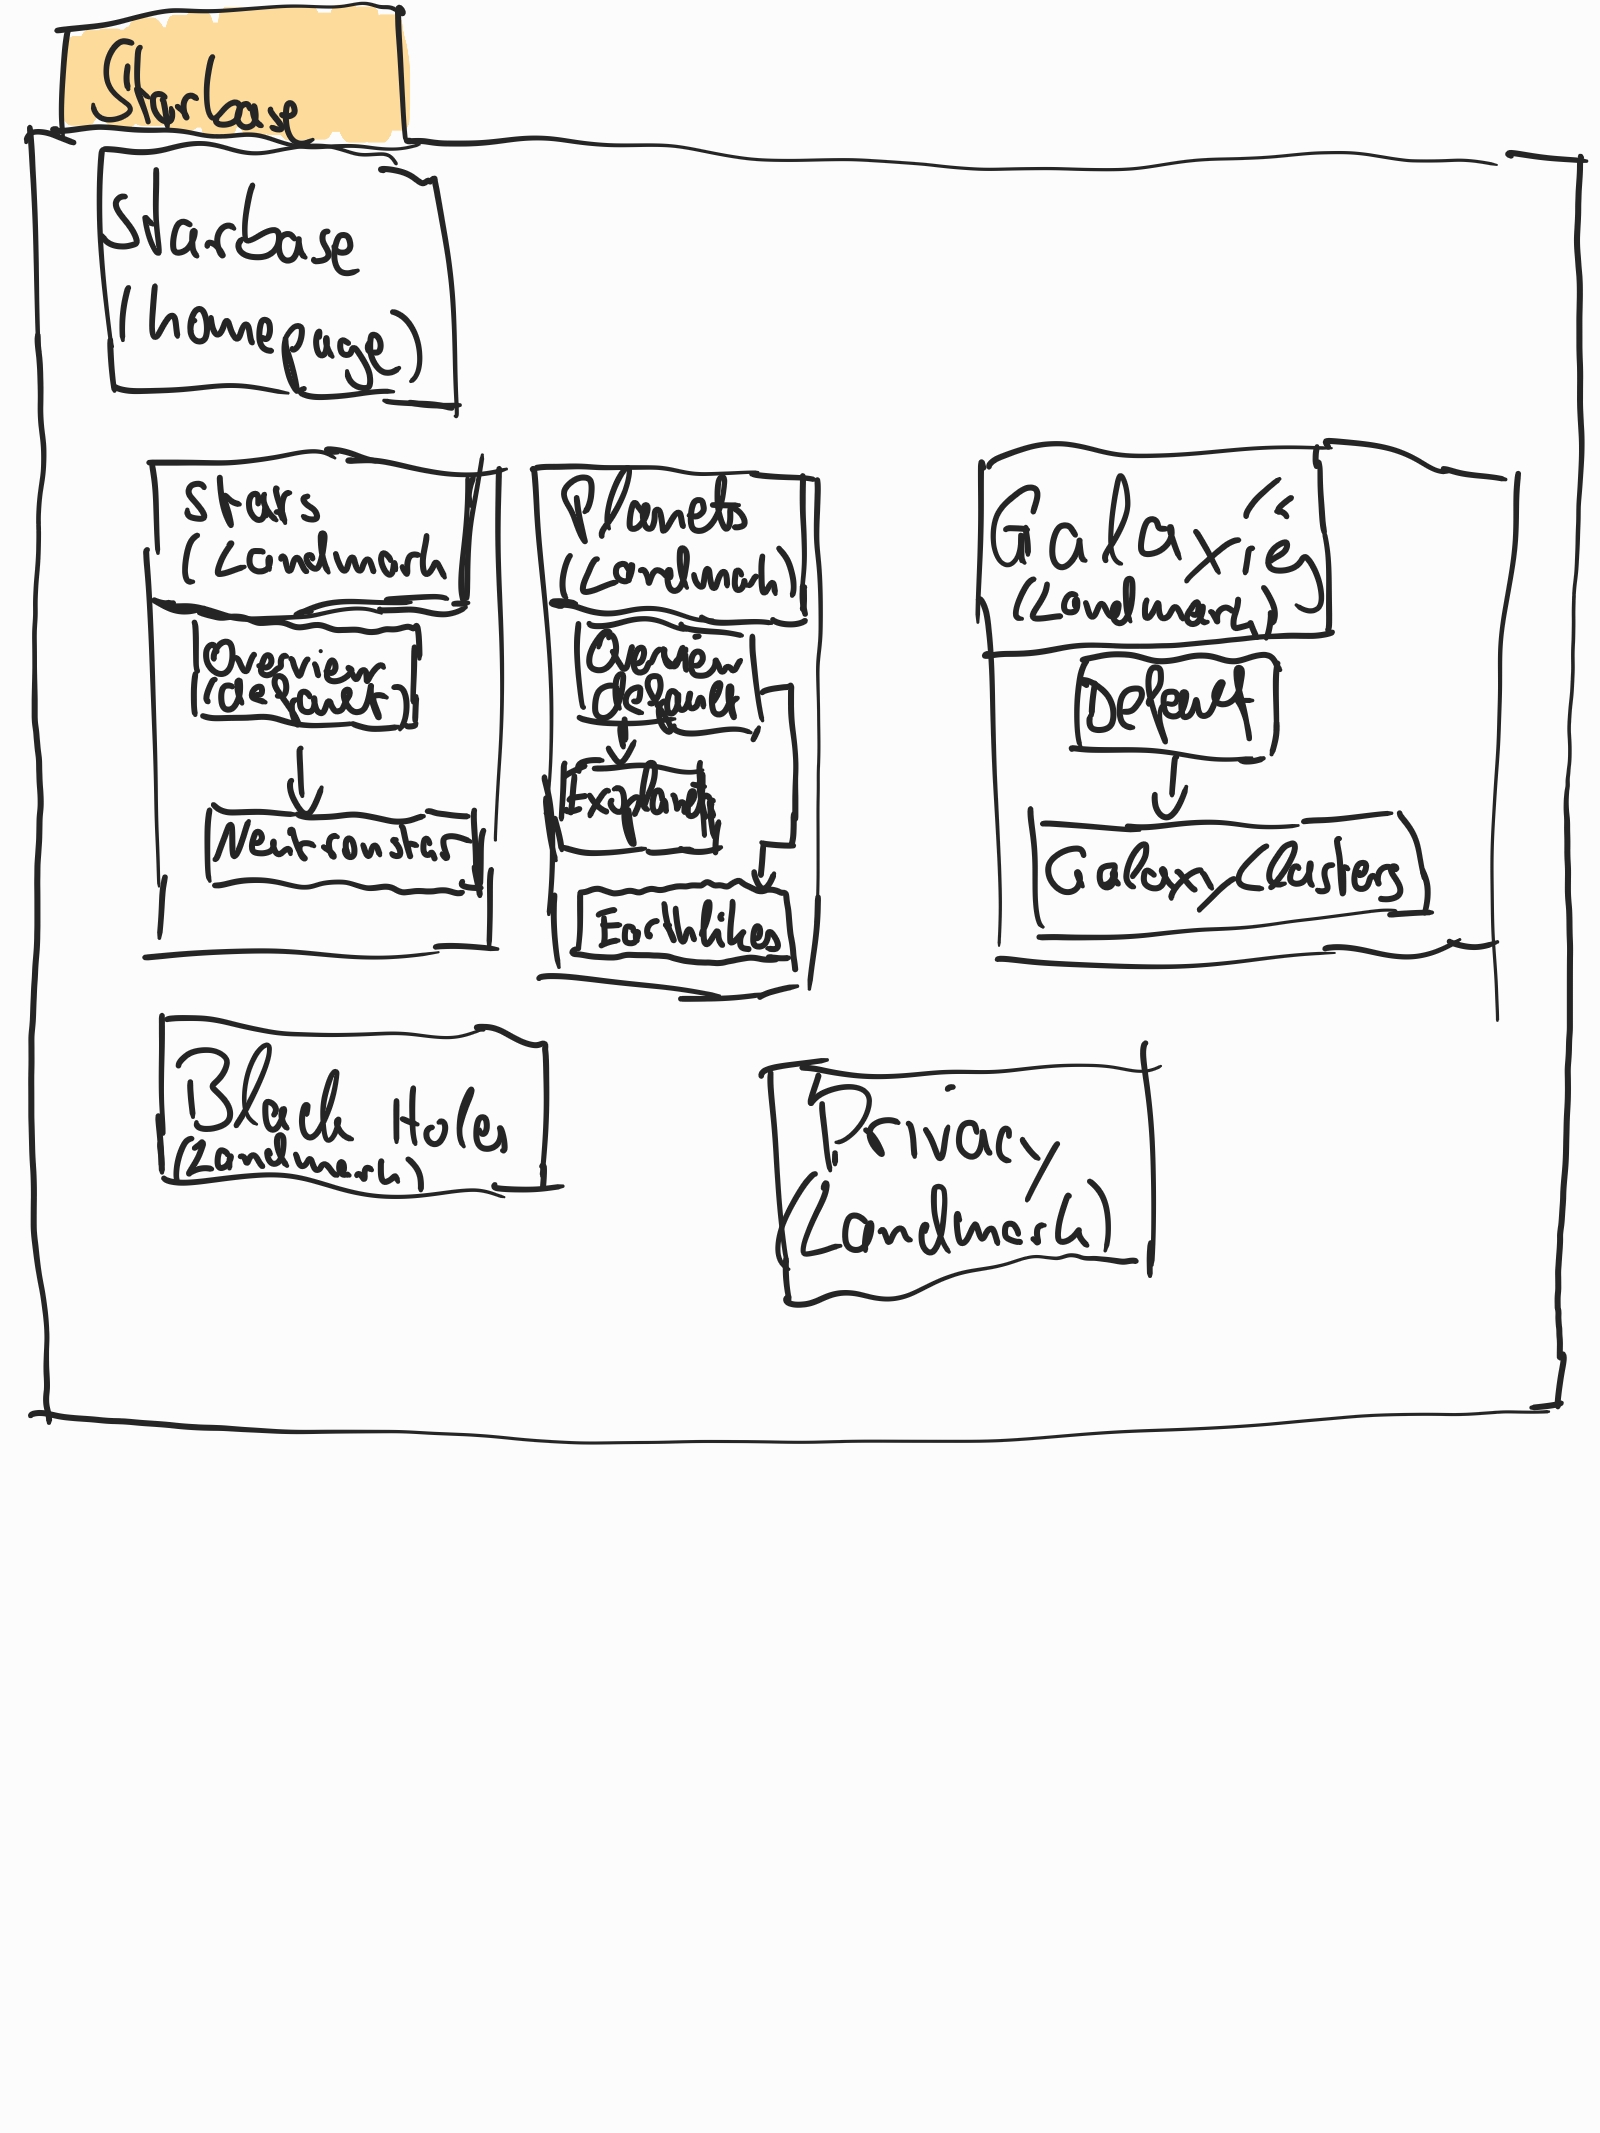 Starbase
Starbase
(homepage)
Stars
(Landmark
Overview
(default)
Neutronstar
Planets
(Landmark)
Overview
default
Exoplanets
Earthlikes
Galaxies
(Landmark)
Default
Galaxy Clusters
Black Holes
(Landmark)
Privacy
(Landmark)